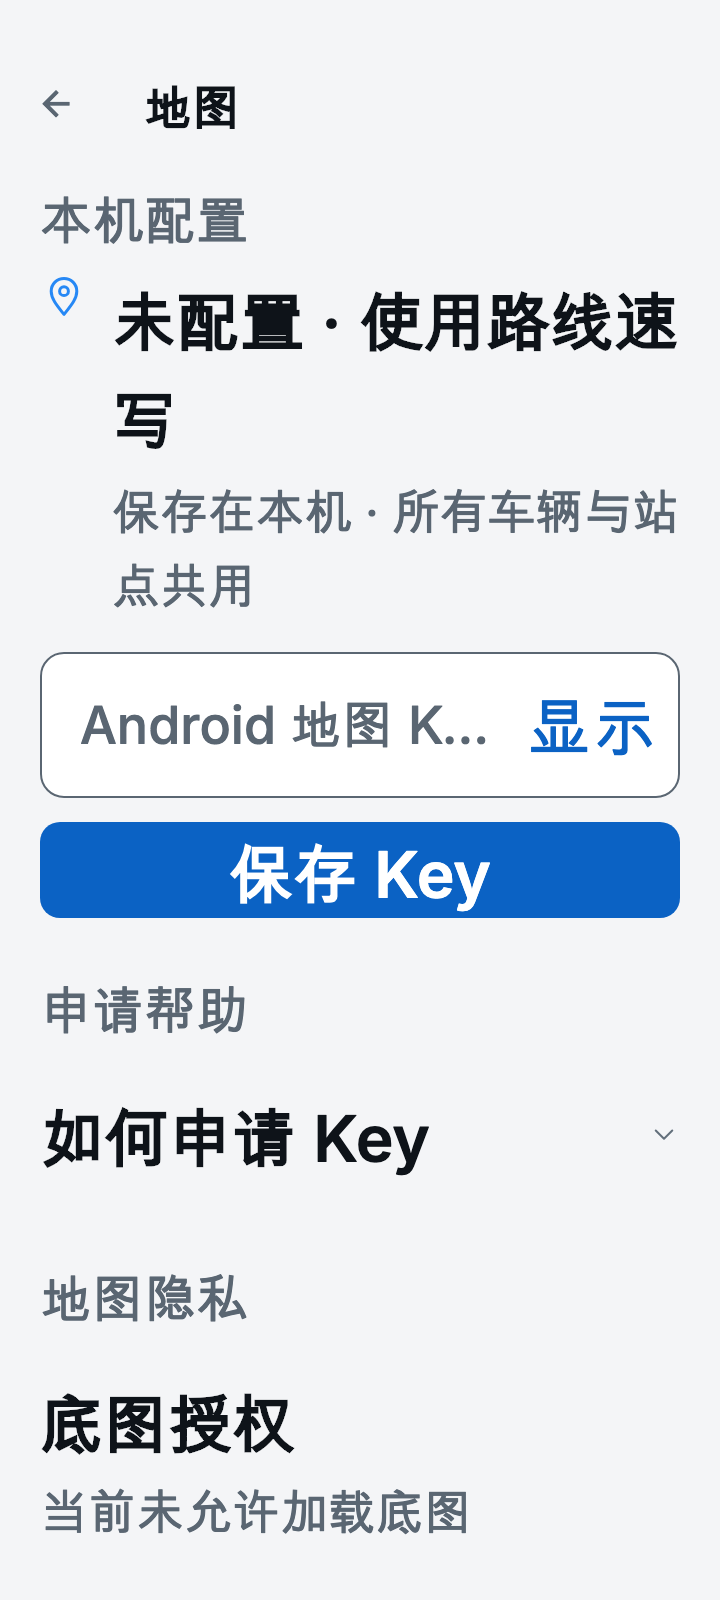 地图
本机配置
未配置 · 使用路线速
写
保存在本机 · 所有车辆与站
点共用
Android 地图 K...
显示
保存 Key
申请帮助
如何申请 Key
地图隐私
底图授权
当前未允许加载底图